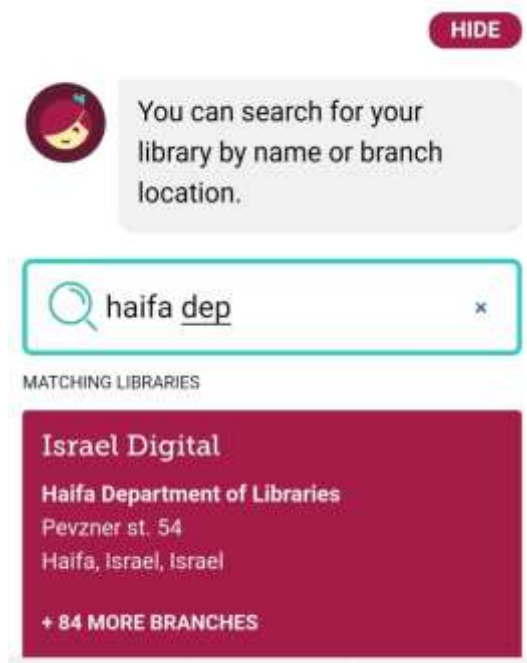 HIDE
You can search for your
library by name or branch
location.
haifa dep
×
MATCHING LIBRARIES
Israel Digital
Haifa Department of Libraries
Pevzner st. 54
Haifa, Israel, Israel
+ 84 MORE BRANCHES